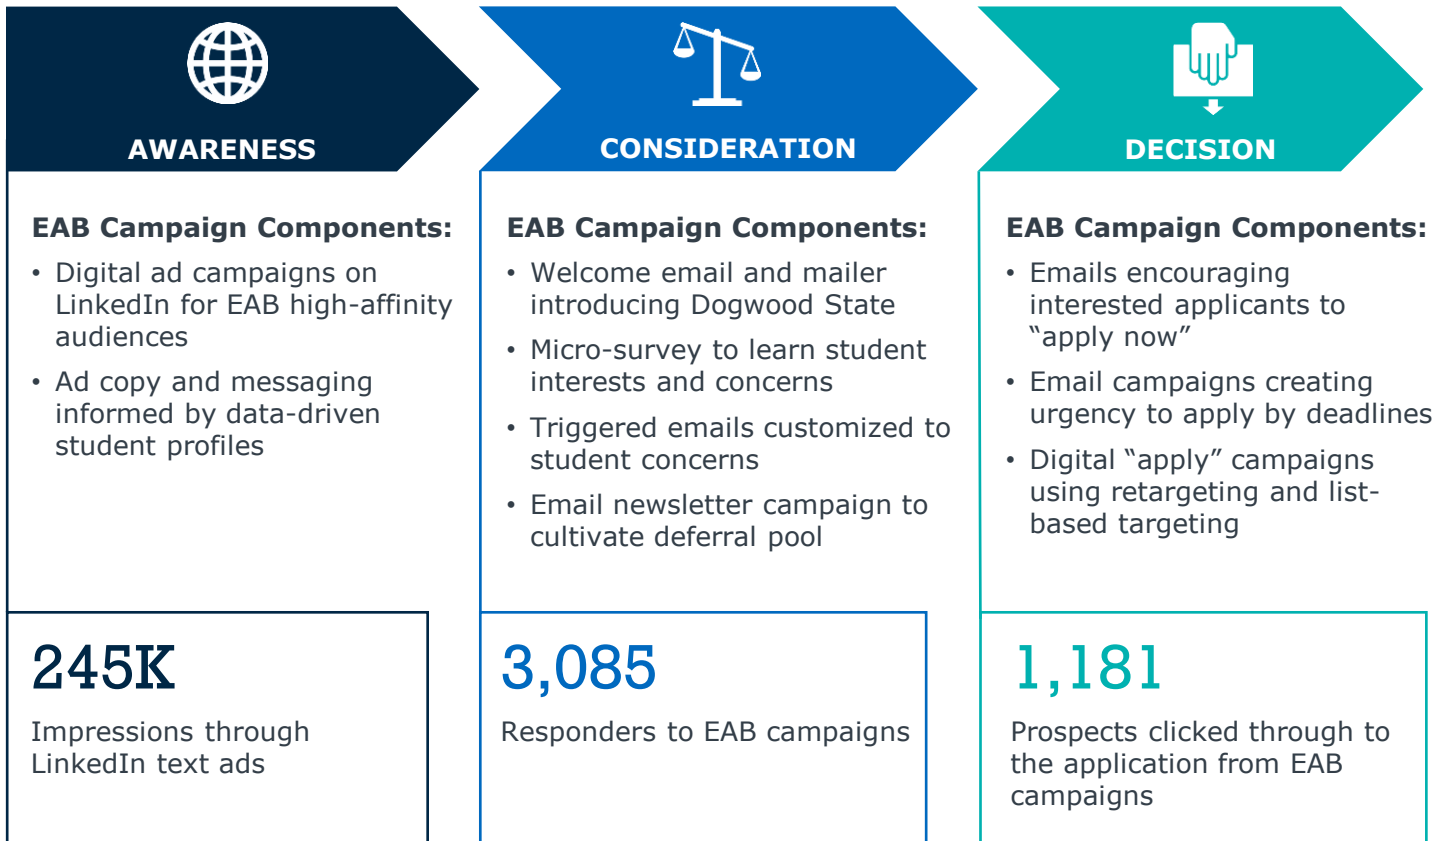 AWARENESS
EAB Campaign Components:
• Digital ad campaigns on
LinkedIn for EAB high-affinity
audiences
• Ad copy and messaging
informed by data-driven
student profiles
245K
Impressions through
LinkedIn text ads
CONSIDERATION
EAB Campaign Components:
• Welcome email and mailer
introducing Dogwood State
• Micro-survey to learn student
interests and concerns
• Triggered emails customized to
student concerns
• Email newsletter campaign to
cultivate deferral pool
3,085
Responders to EAB campaigns
DECISION
EAB Campaign Components:
• Emails encouraging
interested applicants to
“apply now”
• Email campaigns creating
urgency to apply by deadlines
• Digital “apply” campaigns
using retargeting and list-
based targeting
1,181
Prospects clicked through to
the application from EAB
campaigns